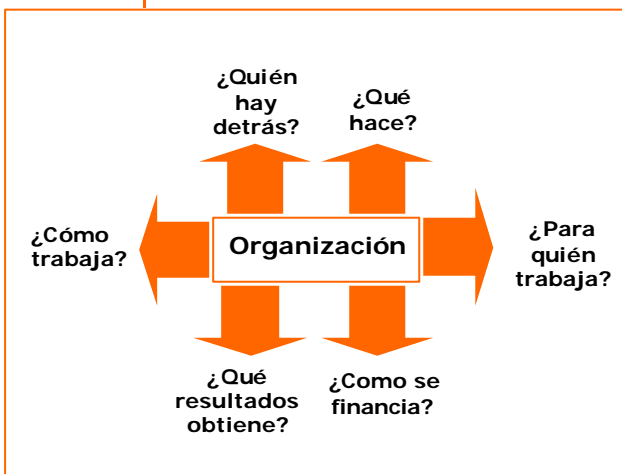 ¿Quién
hay
detrás?
¿Qué
hace?
¿Cómo
trabaja?
Organización
¿Para
quién
trabaja?
¿Qué
resultados
obtiene?
¿Como se
financia?